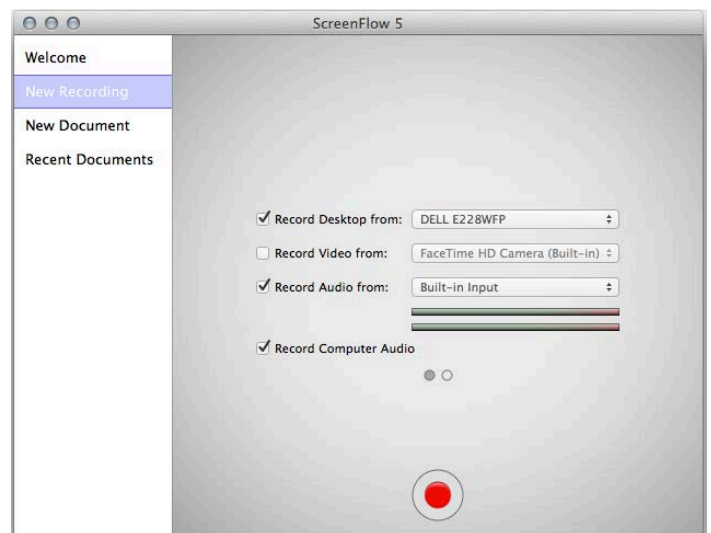 ScreenFlow 5
Welcome
New Recording
New Document
Recent Documents
Record Desktop from: DELL E228WFP
Record Video from: FaceTime HD Camera (Built-in)
Record Audio from: Built-in Input
Record Computer Audio